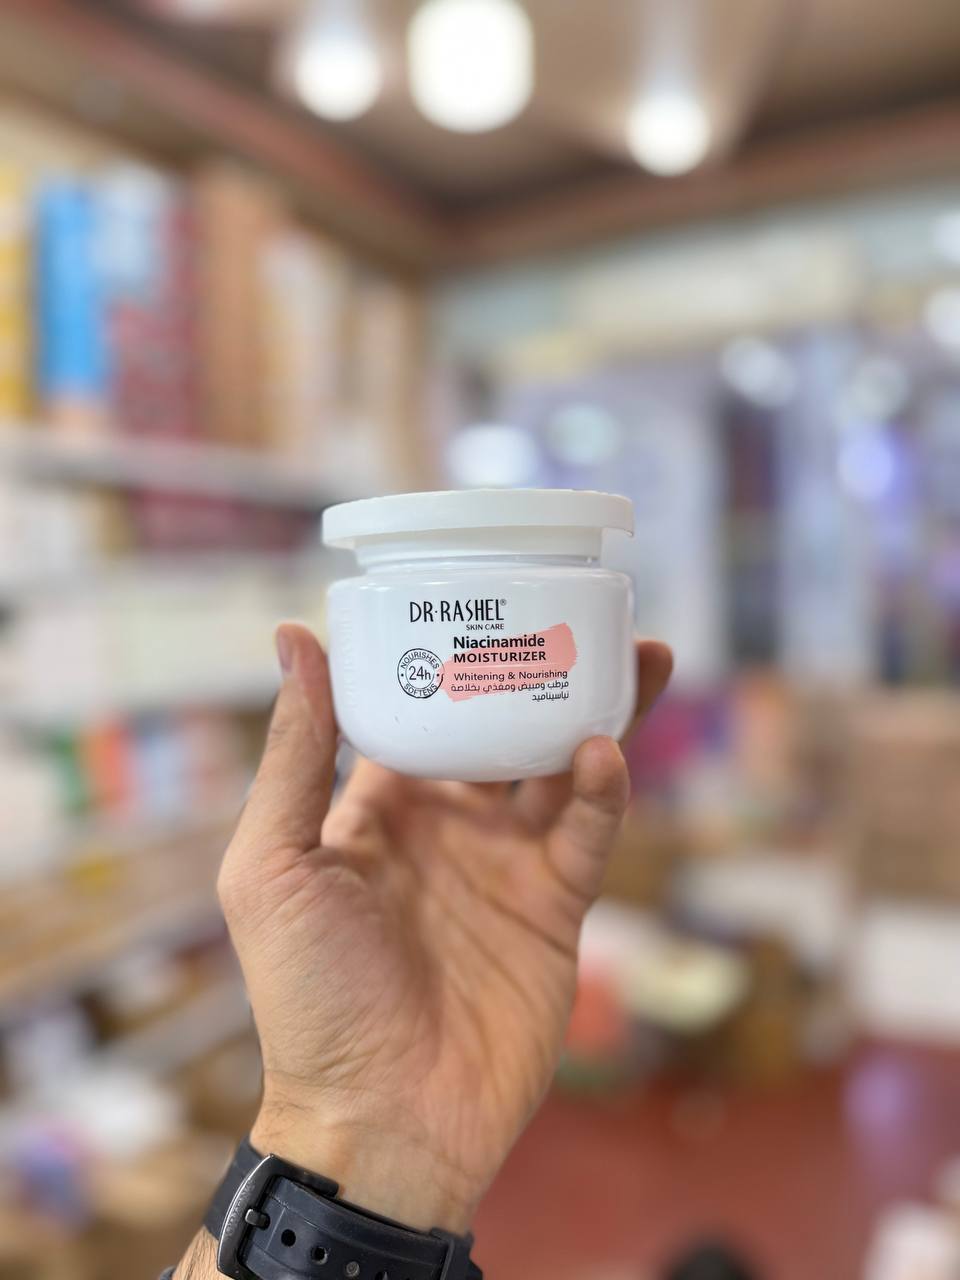 DR·RASHEL®
SKIN CARE
Niacinamide
MOISTURIZER
NOURISHES
24h
SOFTENS
Whitening & Nourishing
مرطب ومبيض ومغذي بخلاصة
نياسيناميد